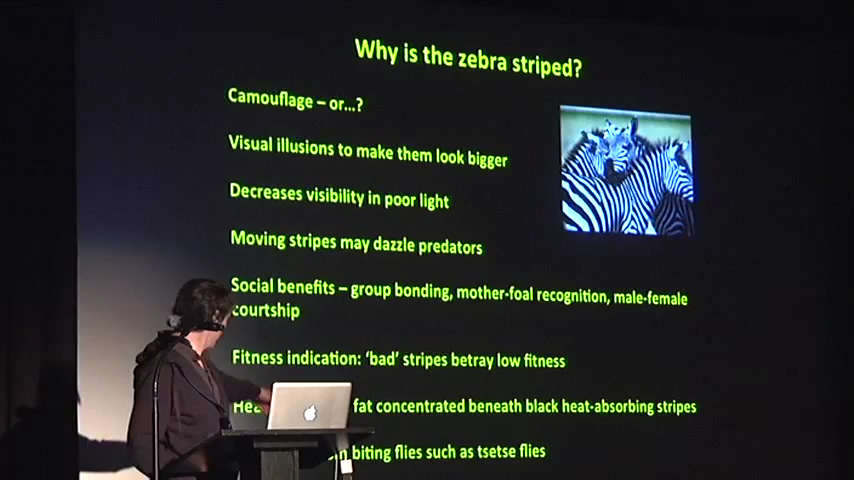 Why is the zebra striped?
Camouflage – or…?
Visual illusions to make them look bigger
Decreases visibility in poor light
Moving stripes may dazzle predators
Social benefits – group bonding, mother-foal recognition, male-female
courtship
Fitness indication: ‘bad’ stripes betray low fitness
fat concentrated beneath black heat-absorbing stripes
biting flies such as tsetse flies